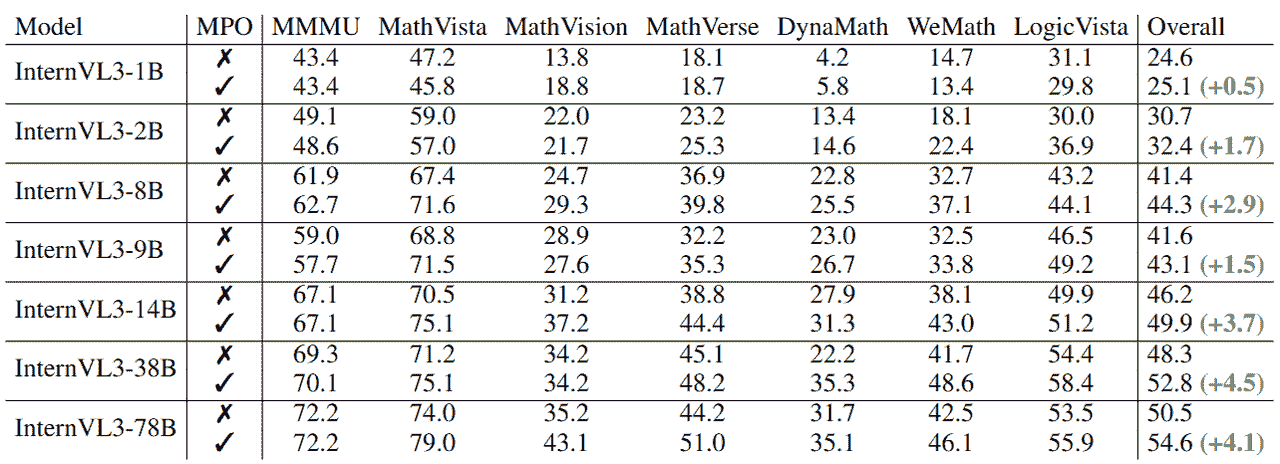 Model MPO MMMU MathVista MathVision MathVerse DynaMath WeMath LogicVista Overall
InternVL3-1B ✗ 43.4 47.2 13.8 18.1 4.2 14.7 31.1 24.6
✓ 43.4 45.8 18.8 18.7 5.8 13.4 29.8 25.1 (+0.5)
InternVL3-2B ✗ 49.1 59.0 22.0 23.2 13.4 18.1 30.0 30.7
✓ 48.6 57.0 21.7 25.3 14.6 22.4 36.9 32.4 (+1.7)
InternVL3-8B ✗ 61.9 67.4 24.7 36.9 22.8 32.7 43.2 41.4
✓ 62.7 71.6 29.3 39.8 25.5 37.1 44.1 44.3 (+2.9)
InternVL3-9B ✗ 59.0 68.8 28.9 32.2 23.0 32.5 46.5 41.6
✓ 57.7 71.5 27.6 35.3 26.7 33.8 49.2 43.1 (+1.5)
InternVL3-14B ✗ 67.1 70.5 31.2 38.8 27.9 38.1 49.9 46.2
✓ 67.1 75.1 37.2 44.4 31.3 43.0 51.2 49.9 (+3.7)
InternVL3-38B ✗ 69.3 71.2 34.2 45.1 22.2 41.7 54.4 48.3
✓ 70.1 75.1 34.2 48.2 35.3 48.6 58.4 52.8 (+4.5)
InternVL3-78B ✗ 72.2 74.0 35.2 44.2 31.7 42.5 53.5 50.5
✓ 72.2 79.0 43.1 51.0 35.1 46.1 55.9 54.6 (+4.1)